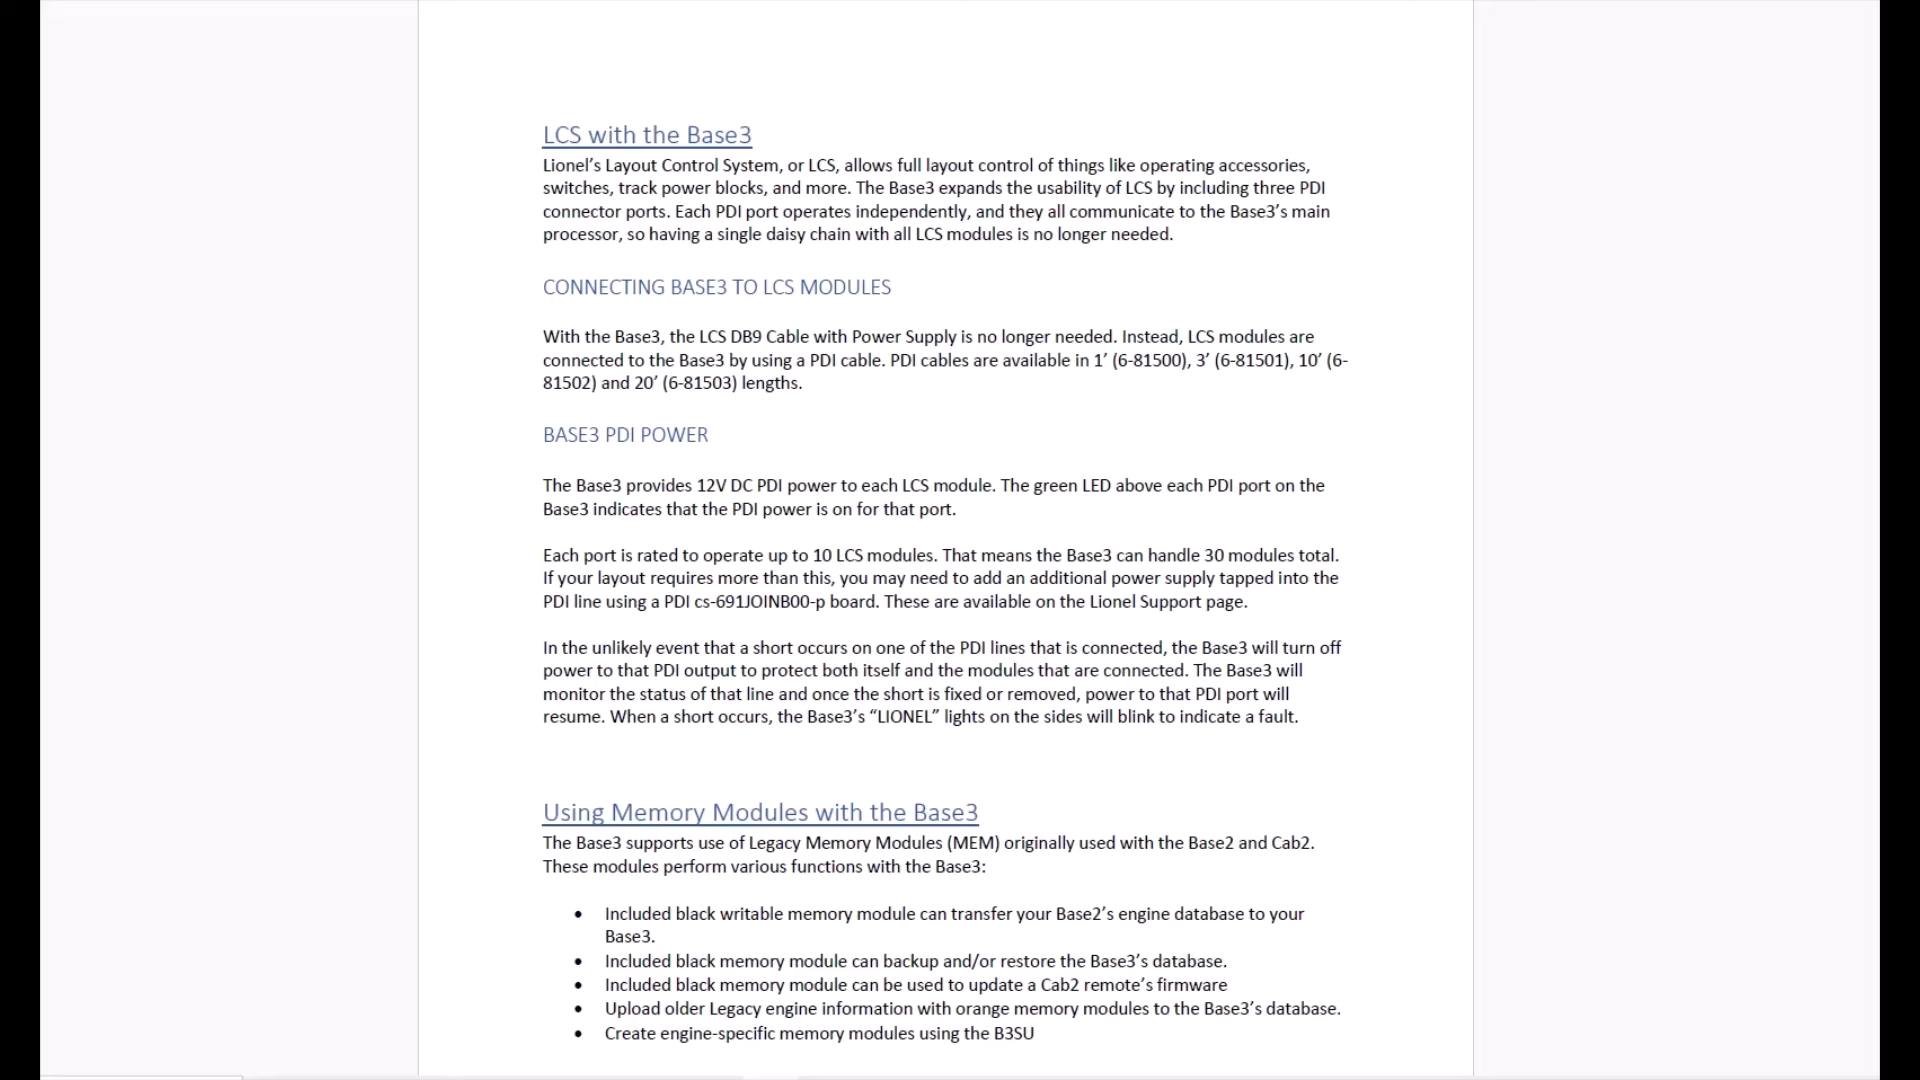 LCS with the Base3
Lionel’s Layout Control System, or LCS, allows full layout control of things like operating accessories,
switches, track power blocks, and more. The Base3 expands the usability of LCS by including three PDI
connector ports. Each PDI port operates independently, and they all communicate to the Base3’s main
processor, so having a single daisy chain with all LCS modules is no longer needed.
CONNECTING BASE3 TO LCS MODULES
With the Base3, the LCS DB9 Cable with Power Supply is no longer needed. Instead, LCS modules are
connected to the Base3 by using a PDI cable. PDI cables are available in 1’ (6-81500), 3’ (6-81501), 10’ (6-
81502) and 20’ (6-81503) lengths.
BASE3 PDI POWER
The Base3 provides 12V DC PDI power to each LCS module. The green LED above each PDI port on the
Base3 indicates that the PDI power is on for that port.
Each port is rated to operate up to 10 LCS modules. That means the Base3 can handle 30 modules total.
If your layout requires more than this, you may need to add an additional power supply tapped into the
PDI line using a PDI cs-691JOINB00-p board. These are available on the Lionel Support page.
In the unlikely event that a short occurs on one of the PDI lines that is connected, the Base3 will turn off
power to that PDI output to protect both itself and the modules that are connected. The Base3 will
monitor the status of that line and once the short is fixed or removed, power to that PDI port will
resume. When a short occurs, the Base3’s “LIONEL” lights on the sides will blink to indicate a fault.
Using Memory Modules with the Base3
The Base3 supports use of Legacy Memory Modules (MEM) originally used with the Base2 and Cab2.
These modules perform various functions with the Base3:
• Included black writable memory module can transfer your Base2’s engine database to your
Base3.
• Included black memory module can backup and/or restore the Base3’s database.
• Included black memory module can be used to update a Cab2 remote’s firmware
• Upload older Legacy engine information with orange memory modules to the Base3’s database.
• Create engine-specific memory modules using the B3SU